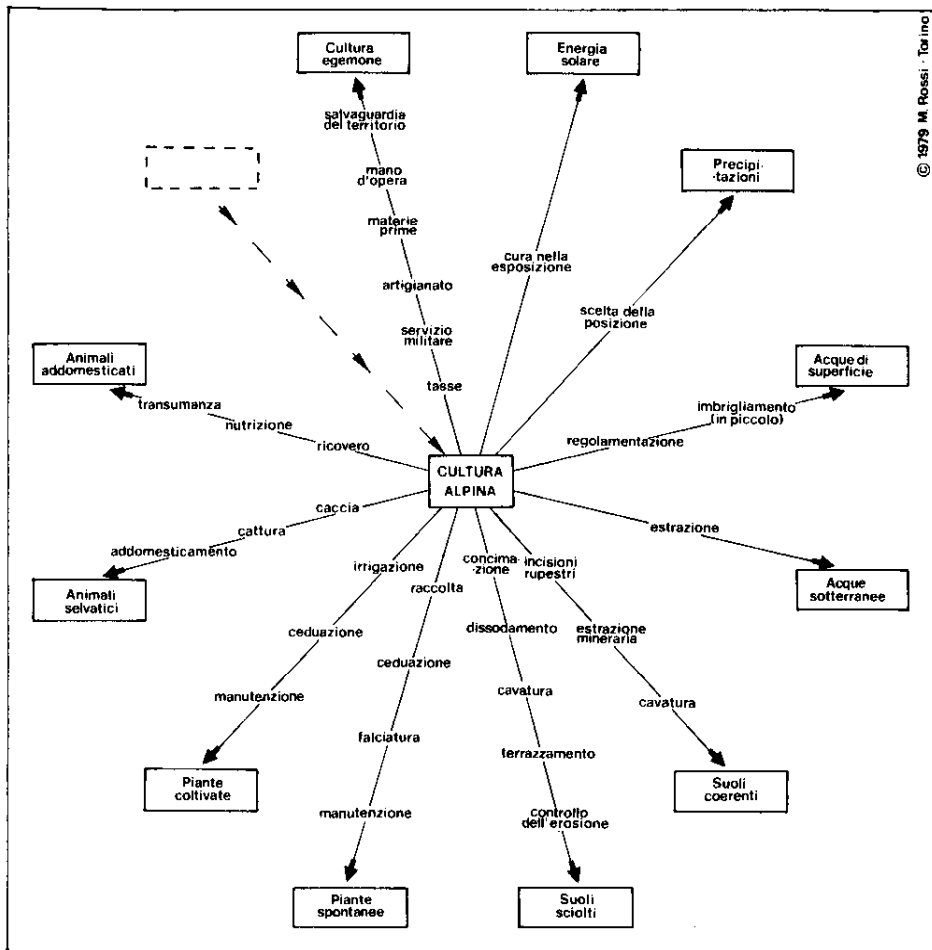 © 1979 M. Rossi - Torino
Cultura
egemone
Energia
solare
salvaguardia
del territorio
Precipi-
-tazioni
mano
d'opera
materie
prime
cura nella
esposizione
artigianato
scelta della
posizione
servizio
militare
Animali
addomesticati
Acque di
superficie
tasse
transumanza
imbrigliamento
(in piccolo)
nutrizione
regolamentazione
ricovero
CULTURA
ALPINA
caccia
cattura
estrazione
addomesticamento
irrigazione
raccolta
concima-
-zione
incisioni
rupestri
Animali
selvatici
Acque
sotterranee
ceduazione
dissodamento
estrazione
mineraria
ceduazione
manutenzione
cavatura
cavatura
falciatura
terrazzamento
Piante
coltivate
Suoli
coerenti
manutenzione
controllo
dell'erosione
Piante
spontanee
Suoli
sciolti